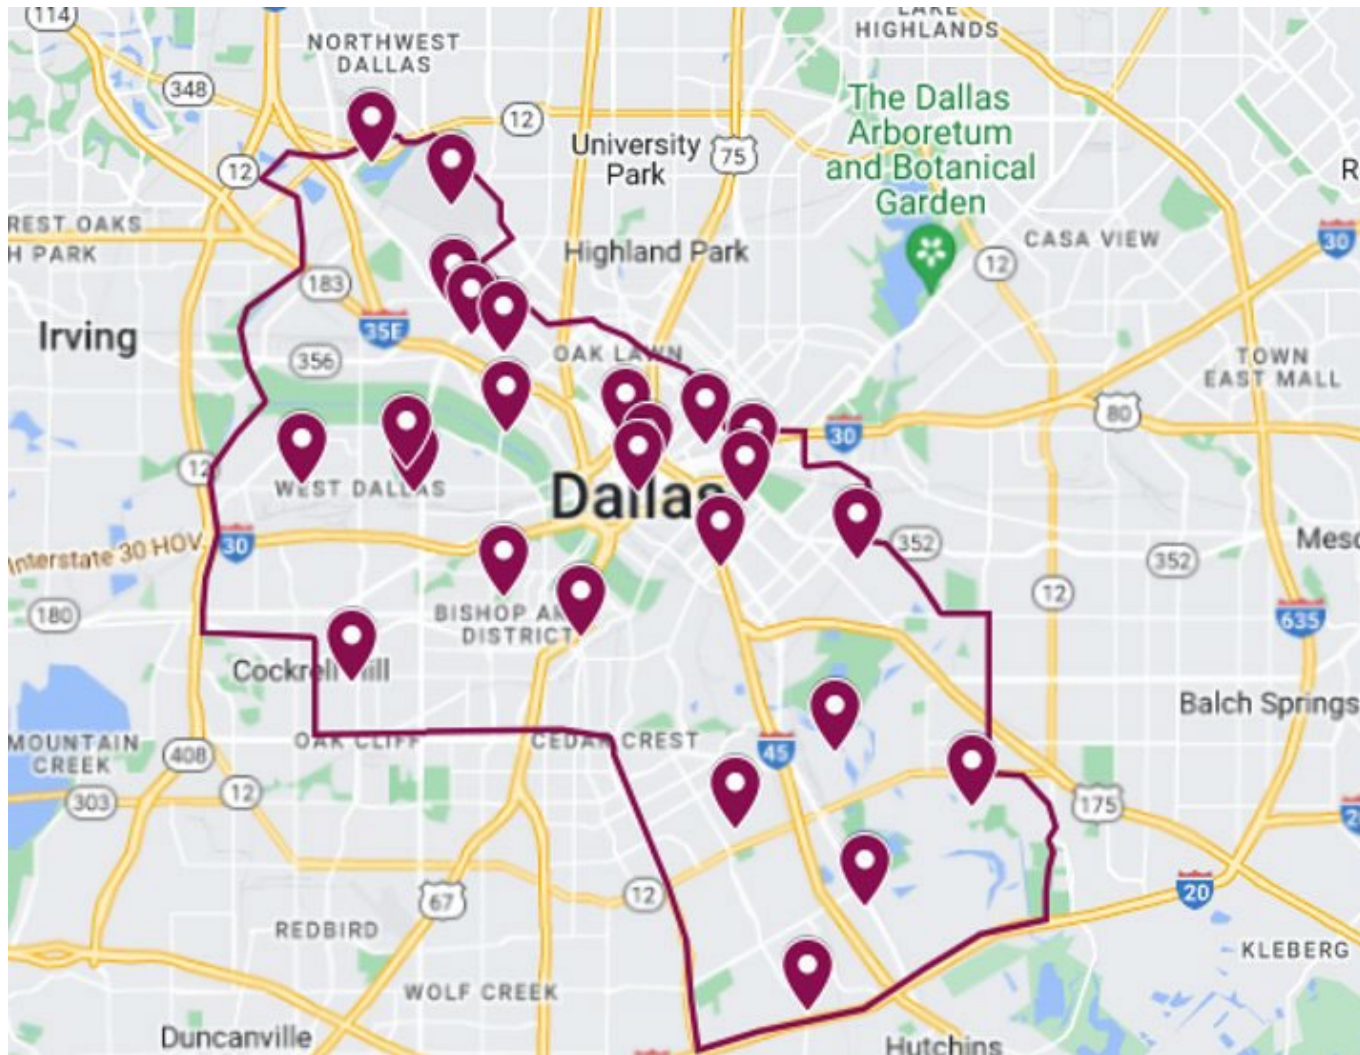 114
LAKE
HIGHLANDS
NORTHWEST
DALLAS
348
12
The Dallas
Arboretum
and Botanical
Garden
University
Park
75
12
R
REST OAKS
H PARK
Highland Park
CASA VIEW
30
12
183
Irving
35E
356
OAK LAWN
TOWN
EAST MALL
80
30
12
WEST DALLAS
Dallas
Interstate 30 HOV
30
352
352
Mesq
180
12
635
BISHOP AR
DISTRICT
Cockrell Hill
Balch Springs
MOUNTAIN
CREEK
OAK CLIFF
CEDAR CREST
45
408
303
12
175
2
67
12
20
REDBIRD
KLEBERG
WOLF CREEK
Duncanville
Hutchins